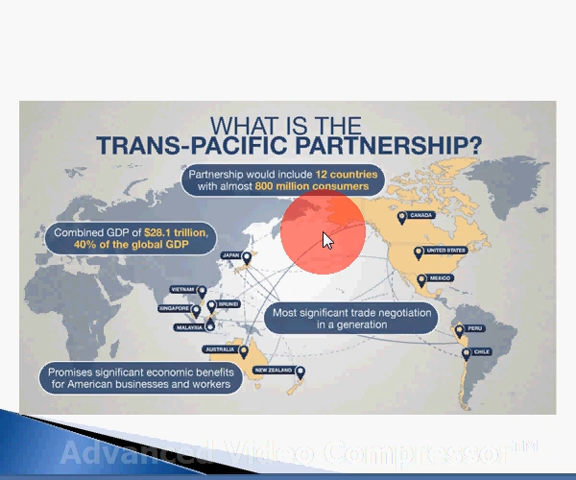 WHAT IS THE
TRANS-PACIFIC PARTNERSHIP?
Partnership would include 12 countries
with almost 800 million consumers
Combined GDP of $28.1 trillion,
40% of the global GDP
CANADA
UNITED STATES
MEXICO
JAPAN
VIETNAM
BRUNEI
SINGAPORE
MALAYSIA
Most significant trade negotiation
in a generation
PERU
CHILE
AUSTRALIA
NEW ZEALAND
Promises significant economic benefits
for American businesses and workers
Advanced Video Compressor™